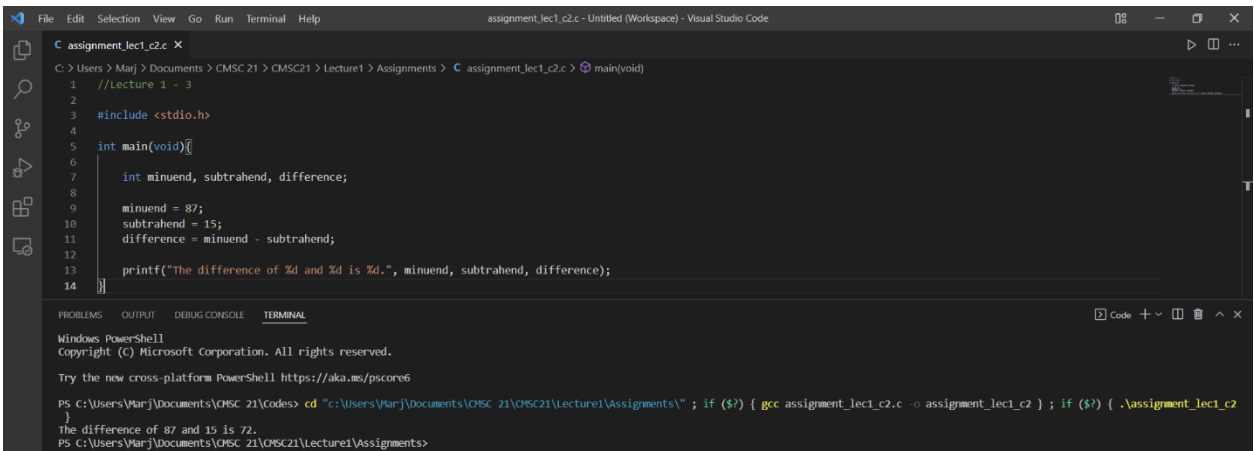 File Edit Selection View Go Run Terminal Help assignment_lec1_c2.c - Untitled (Workspace) - Visual Studio Code
C assignment_lec1_c2.c ×
C: > Users > Marj > Documents > CMSC 21 > CMSC21 > Lecture1 > Assignments > C assignment_lec1_c2.c > main(void)
1 //Lecture 1 - 3
2
3 #include <stdio.h>
4
5 int main(void){
6
7 int minuend, subtrahend, difference;
8
9 minuend = 87;
10 subtrahend = 15;
11 difference = minuend - subtrahend;
12
13 printf("The difference of %d and %d is %d.", minuend, subtrahend, difference);
14 }
PROBLEMS OUTPUT DEBUG CONSOLE TERMINAL Code
Windows PowerShell
Copyright (C) Microsoft Corporation. All rights reserved.
Try the new cross-platform PowerShell https://aka.ms/pscore6
PS C:\Users\Marj\Documents\CMSC 21\Codes> cd "c:\Users\Marj\Documents\CMSC 21\CMSC21\Lecture1\Assignments\" ; if ($?) { gcc assignment_lec1_c2.c -o assignment_lec1_c2 } ; if ($?) { .\assignment_lec1_c2
}
The difference of 87 and 15 is 72.
PS C:\Users\Marj\Documents\CMSC 21\CMSC21\Lecture1\Assignments>